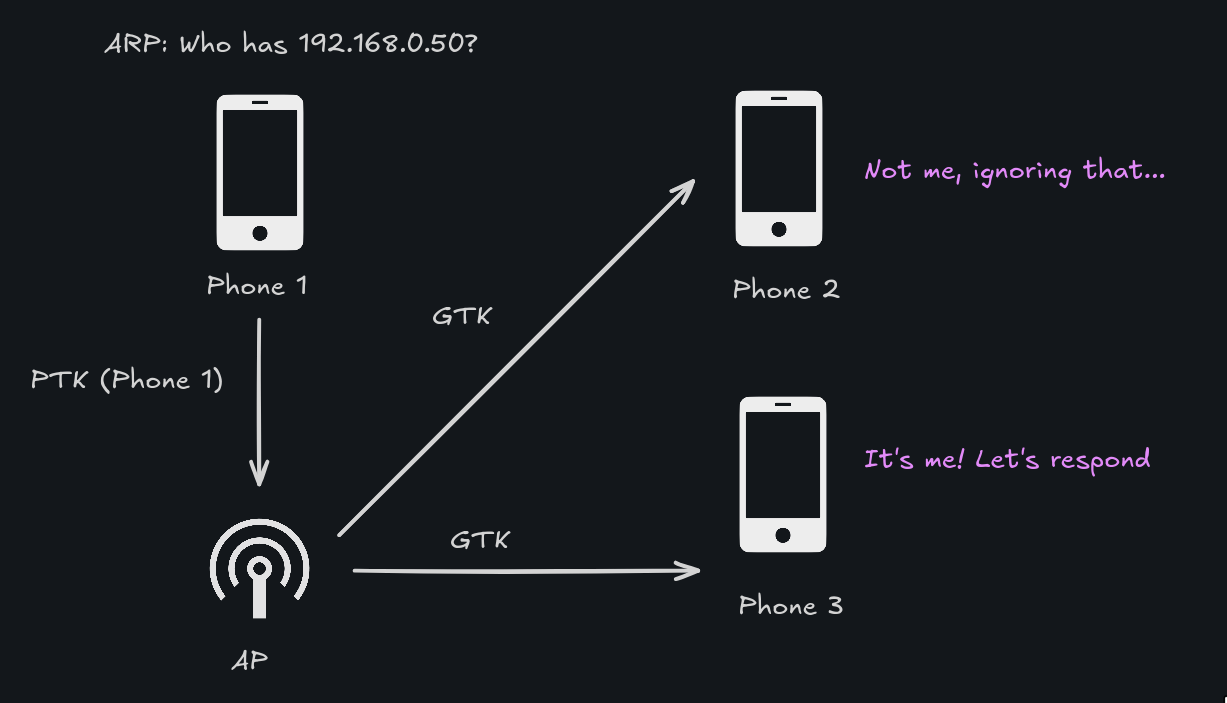 ARP: Who has 192.168.0.50?
Not me, ignoring that...
Phone 1
Phone 2
GTK
PTK (Phone 1)
It's me! Let's respond
GTK
Phone 3
AP